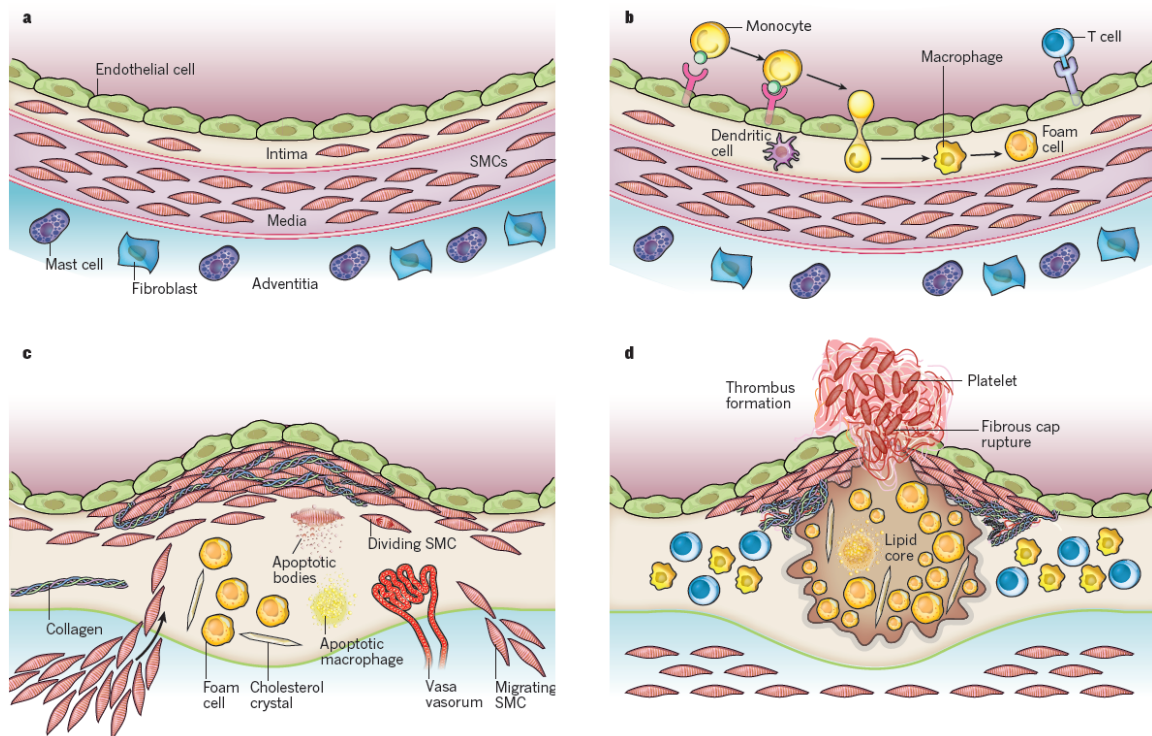 a
Endothelial cell
Intima
SMCs
Media
Mast cell
Fibroblast
Adventitia
b
Monocyte
T cell
Macrophage
Dendritic
cell
Foam
cell
c
Dividing SMC
Apoptotic
bodies
Collagen
Apoptotic
macrophage
Foam
cell
Cholesterol
crystal
Vasa
vasorum
Migrating
SMC
d
Thrombus
formation
Platelet
Fibrous cap
rupture
Lipid
core